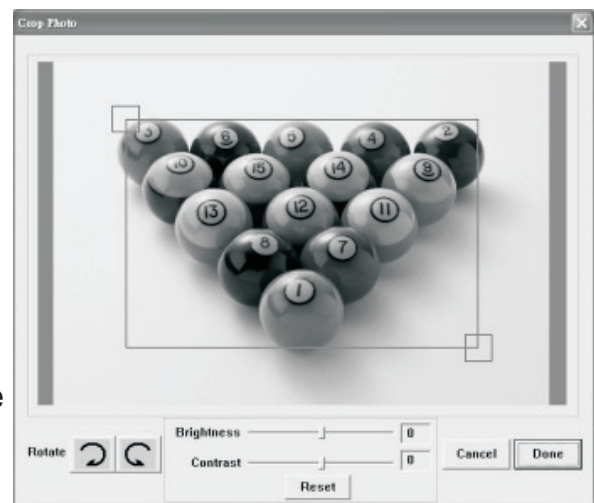 Crop Photo
3 6 5 4 2
10 15 14 9
13 12 11
8 7
1
e
Rotate
Brightness 0
Contrast 0
Reset
Cancel Done